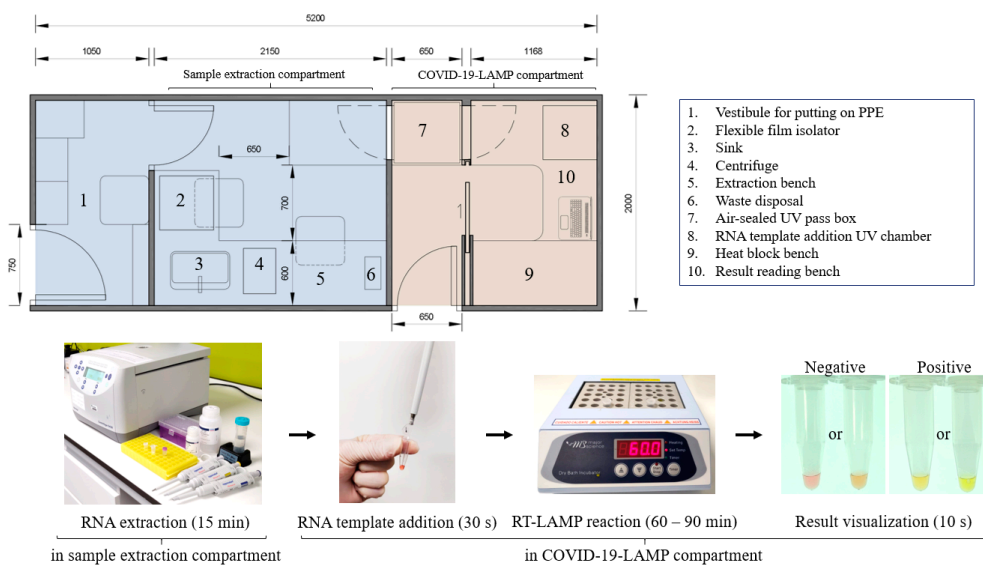 5200
1050
2150
650
1168
Sample extraction compartment
COVID-19-LAMP compartment
7
8
650
10
1
2
700
2000
1
750
3
4
5
6
600
9
650
1. Vestibule for putting on PPE
2. Flexible film isolator
3. Sink
4. Centrifuge
5. Extraction bench
6. Waste disposal
7. Air-sealed UV pass box
8. RNA template addition UV chamber
9. Heat block bench
10. Result reading bench
60.0
Dry Bath Incubator
Negative
Positive
or
or
RNA extraction (15 min)
RNA template addition (30 s)
RT-LAMP reaction (60 – 90 min)
Result visualization (10 s)
in sample extraction compartment
in COVID-19-LAMP compartment